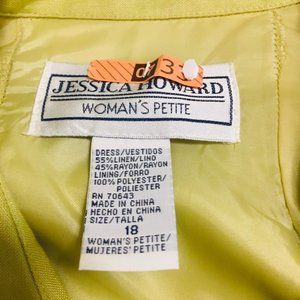 d 33
JESSICA HOWARD
WOMAN'S PETITE
DRESS/VESTIDOS
55%LINEN/LINO
45%RAYON/RAYON
LINING/FORRO
100%POLYESTER/
POLIESTER
RN 70643
MADE IN CHINA
HECHO EN CHINA
SIZE/TALLA
18
WOMAN'S PETITE/
MUJERES' PETITE